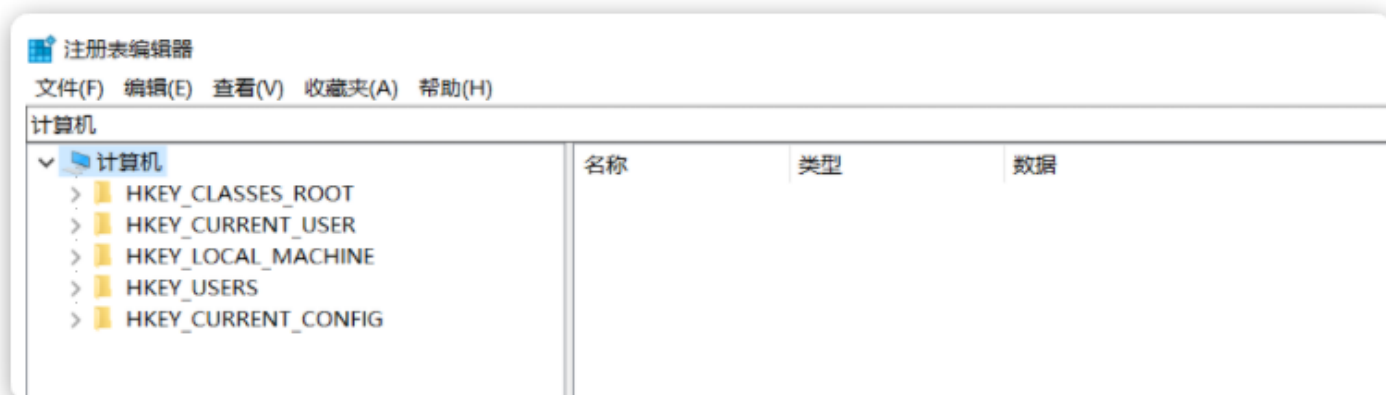 注册表编辑器
文件(F) 编辑(E) 查看(V) 收藏夹(A) 帮助(H)
计算机
计算机 名称 类型 数据
HKEY_CLASSES_ROOT
HKEY_CURRENT_USER
HKEY_LOCAL_MACHINE
HKEY_USERS
HKEY_CURRENT_CONFIG